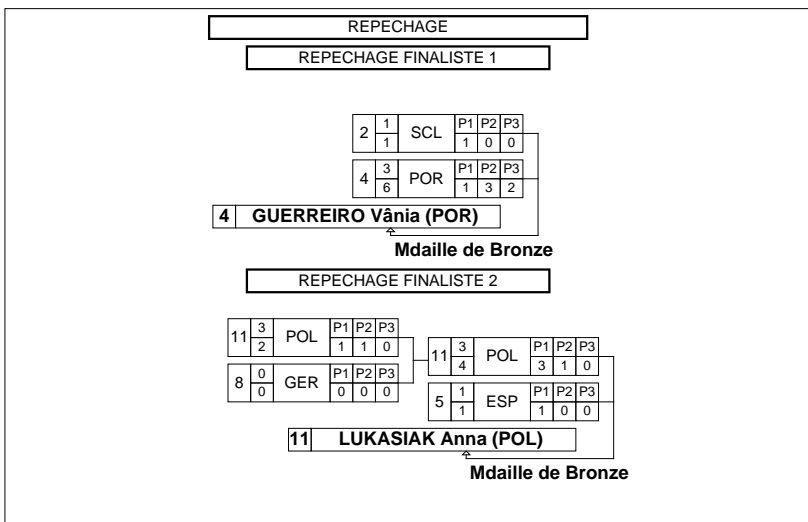 REPECHAGE
REPECHAGE FINALISTE 1
2 1 SCL P1 P2 P3
1 1 0 0
4 3 POR P1 P2 P3
6 1 3 2
4 GUERREIRO Vânia (POR)
Mdaille de Bronze
REPECHAGE FINALISTE 2
11 3 POL P1 P2 P3
2 1 1 0
8 0 GER P1 P2 P3
0 0 0 0
11 3 POL P1 P2 P3
4 3 1 0
5 1 ESP P1 P2 P3
1 1 0 0
11 LUKASIAK Anna (POL)
Mdaille de Bronze